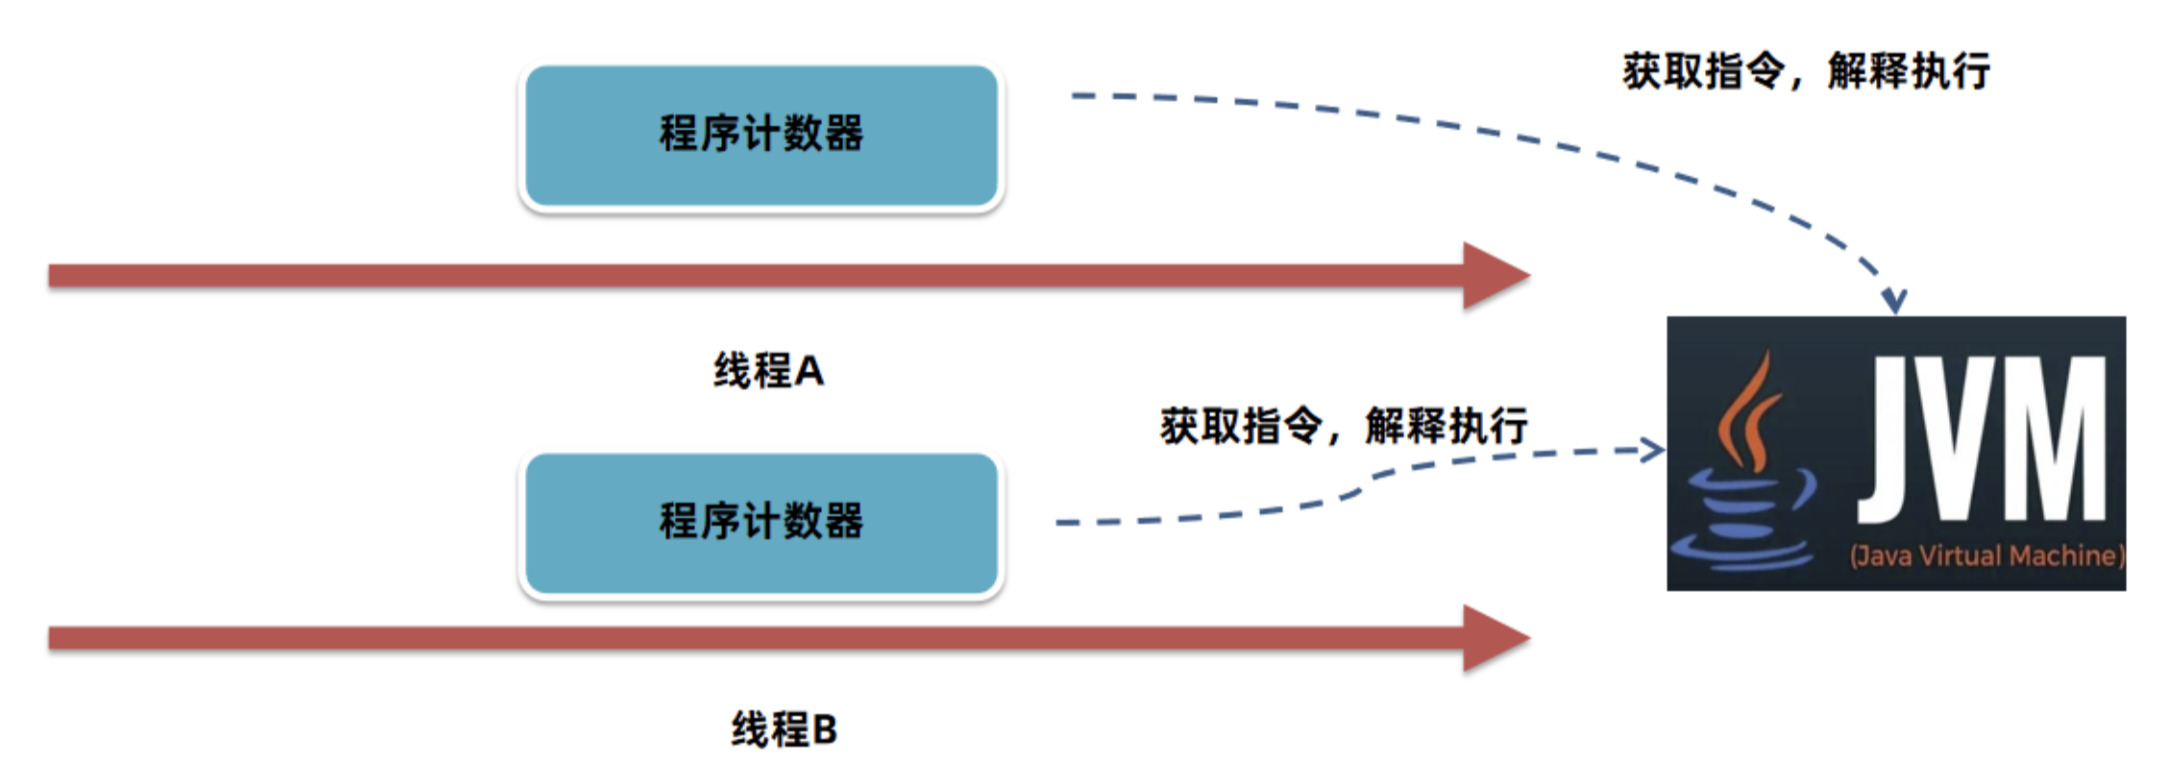 获取指令，解释执行
程序计数器
线程A
获取指令，解释执行
程序计数器
JVM
(Java Virtual Machine)
线程B